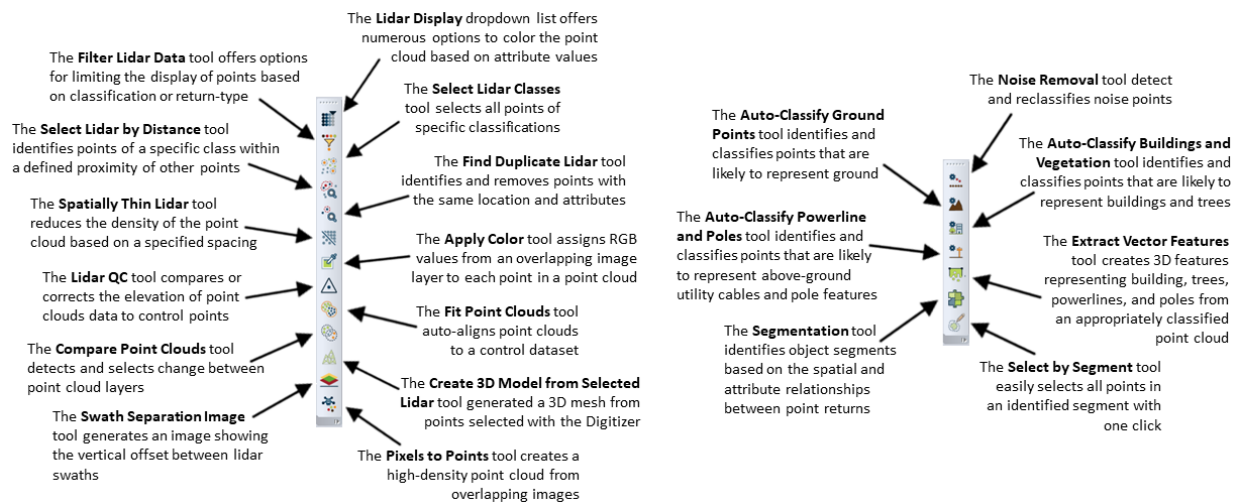 The Lidar Display dropdown list offers
numerous options to color the point
cloud based on attribute values
The Filter Lidar Data tool offers options
for limiting the display of points based
on classification or return-type
The Select Lidar Classes
tool selects all points of
specific classifications
The Select Lidar by Distance tool
identifies points of a specific class within
a defined proximity of other points
The Find Duplicate Lidar tool
identifies and removes points with
the same location and attributes
The Spatially Thin Lidar tool
reduces the density of the point
cloud based on a specified spacing
The Apply Color tool assigns RGB
values from an overlapping image
layer to each point in a point cloud
The Lidar QC tool compares or
corrects the elevation of point
clouds data to control points
The Fit Point Clouds tool
auto-aligns point clouds
to a control dataset
The Compare Point Clouds tool
detects and selects change between
point cloud layers
The Create 3D Model from Selected
Lidar tool generated a 3D mesh from
points selected with the Digitizer
The Swath Separation Image
tool generates an image showing
the vertical offset between lidar
swaths
The Pixels to Points tool creates a
high-density point cloud from
overlapping images
The Noise Removal tool detect
and reclassifies noise points
The Auto-Classify Ground
Points tool identifies and
classifies points that are
likely to represent ground
The Auto-Classify Buildings and
Vegetation tool identifies and
classifies points that are likely to
represent buildings and trees
The Auto-Classify Powerline
and Poles tool identifies and
classifies points that are likely
to represent above-ground
utility cables and pole features
The Extract Vector Features
tool creates 3D features
representing building, trees,
powerlines, and poles from
an appropriately classified
point cloud
The Segmentation tool
identifies object segments
based on the spatial and
attribute relationships
between point returns
The Select by Segment tool
easily selects all points in
an identified segment with
one click